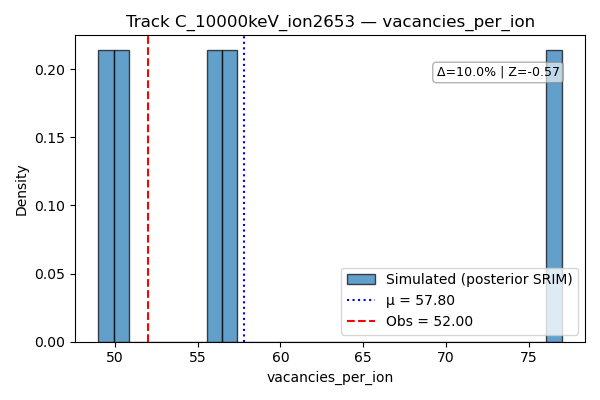 Track C_10000keV_ion2653 — vacancies_per_ion
Δ=10.0% | Z=-0.57
Density
0.20
0.15
0.10
0.05
0.00
Simulated (posterior SRIM)
μ = 57.80
Obs = 52.00
50 55 60 65 70 75
vacancies_per_ion